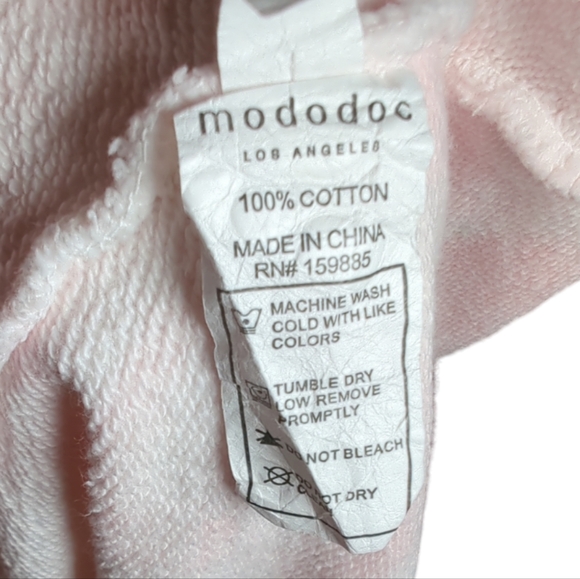 mododoc
LOS ANGELES
100% COTTON
MADE IN CHINA
RN# 159885
MACHINE WASH
COLD WITH LIKE
COLORS
TUMBLE DRY
LOW REMOVE
PROMPTLY
DO NOT BLEACH
NOT DRY